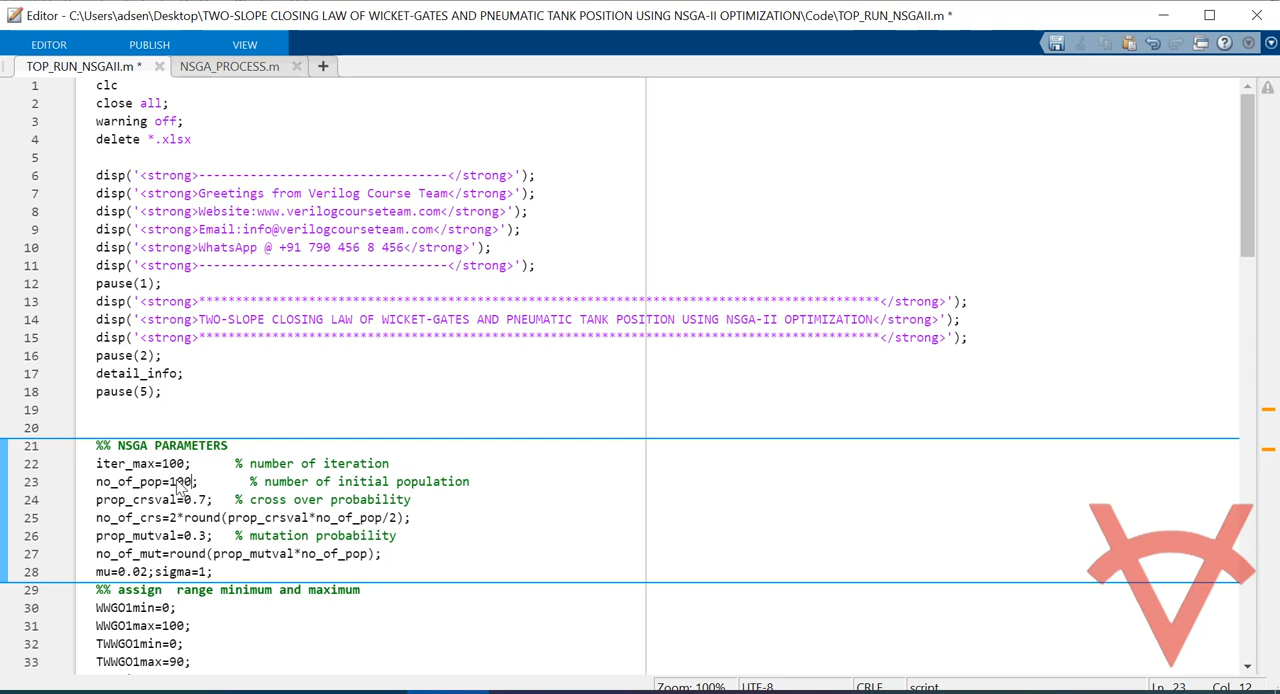 Editor - C:\Users\adsen\Desktop\TWO-SLOPE CLOSING LAW OF WICKET-GATES AND PNEUMATIC TANK POSITION USING NSGA-II OPTIMIZATION\Code\TOP_RUN_NSGAII.m *
EDITOR PUBLISH VIEW
TOP_RUN_NSGAII.m * NSGA_PROCESS.m
1 clc
2 close all;
3 warning off;
4 delete *.xlsx
5
6 disp('<strong>----------------------------------</strong>');
7 disp('<strong>Greetings from Verilog Course Team</strong>');
8 disp('<strong>Website:www.verilogcourseteam.com</strong>');
9 disp('<strong>Email:info@verilogcourseteam.com</strong>');
10 disp('<strong>WhatsApp @ +91 790 456 8 456</strong>');
11 disp('<strong>----------------------------------</strong>');
12 pause(1);
13 disp('<strong>*********************************************************************************************</strong>');
14 disp('<strong>TWO-SLOPE CLOSING LAW OF WICKET-GATES AND PNEUMATIC TANK POSITION USING NSGA-II OPTIMIZATION</strong>');
15 disp('<strong>*********************************************************************************************</strong>');
16 pause(2);
17 detail_info;
18 pause(5);
19
20
21 %% NSGA PARAMETERS
22 iter_max=100; % number of iteration
23 no_of_pop=100; % number of initial population
24 prop_crsval=0.7; % cross over probability
25 no_of_crs=2*round(prop_crsval*no_of_pop/2);
26 prop_mutval=0.3; % mutation probability
27 no_of_mut=round(prop_mutval*no_of_pop);
28 mu=0.02;sigma=1;
29 %% assign range minimum and maximum
30 WWGO1min=0;
31 WWGO1max=100;
32 TWWGO1min=0;
33 TWWGO1max=90;
Zoom: 100% UTF-8 CRLF script Ln 23 Col 12